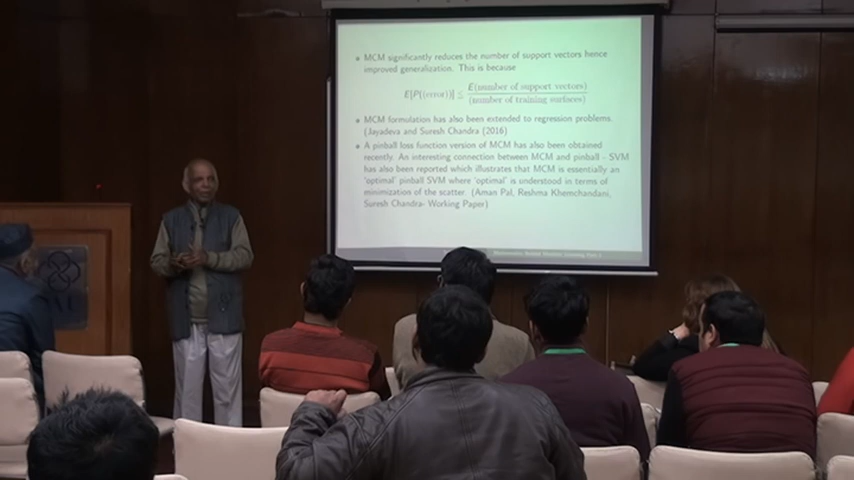 • MCM significantly reduces the number of support vectors hence
improved generalization. This is because
E[P((error))] ≤ E(number of support vectors) / (number of training surfaces)
• MCM formulation has also been extended to regression problems.
(Jayadeva and Suresh Chandra (2016)
• A pinball loss function version of MCM has also been obtained
recently. An interesting connection between MCM and pinball - SVM
has also been reported which illustrates that MCM is essentially an
'optimal' pinball SVM where 'optimal' is understood in terms of
minimization of the scatter. (Aman Pal, Reshma Khemchandani,
Suresh Chandra- Working Paper)